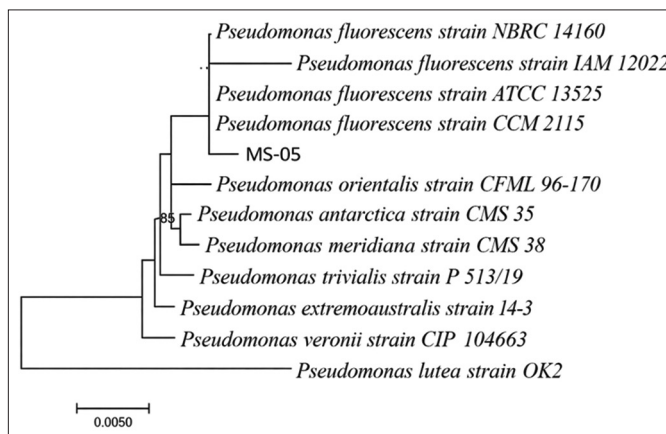 Pseudomonas fluorescens strain NBRC 14160
Pseudomonas fluorescens strain IAM 12022
Pseudomonas fluorescens strain ATCC 13525
Pseudomonas fluorescens strain CCM 2115
MS-05
Pseudomonas orientalis strain CFML 96-170
85
Pseudomonas antarctica strain CMS 35
Pseudomonas meridiana strain CMS 38
Pseudomonas trivialis strain P 513/19
Pseudomonas extremoaustralis strain 14-3
Pseudomonas veronii strain CIP 104663
Pseudomonas lutea strain OK2
0.0050